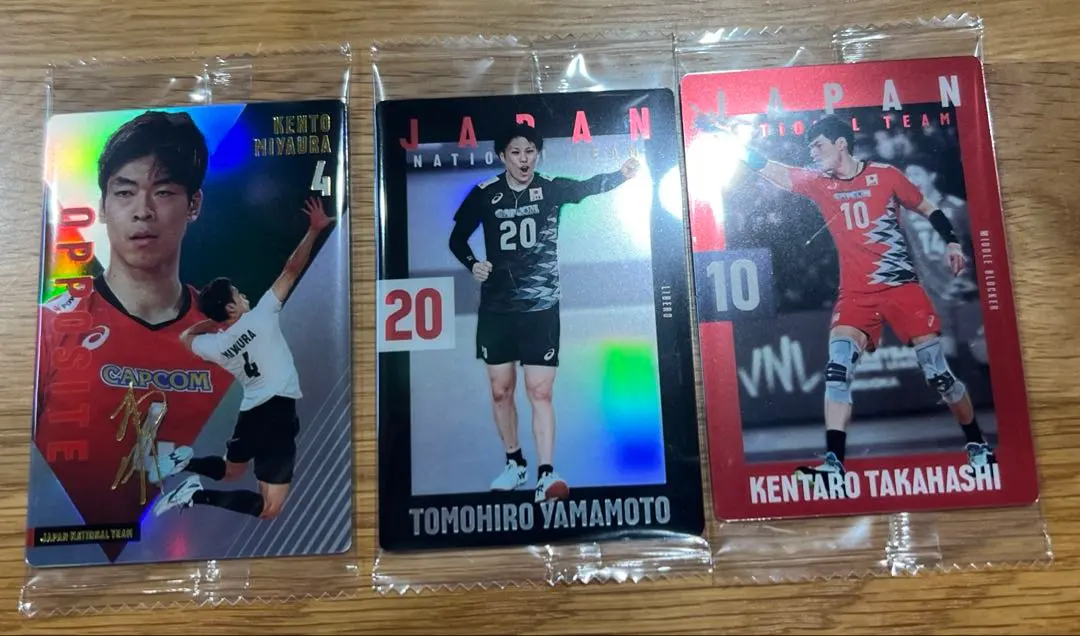 KENTO
MIYAURA
4
OPPOSITE
CAPCOM
MIYAURA
4
JAPAN NATIONAL TEAM
JAPAN
NATIONAL TEAM
CAPCOM
20
20
LIBERO
TOMOHIRO YAMAMOTO
JAPAN
NATIONAL TEAM
10
10
14
MIDDLE BLOCKER
VNL
KENTARO TAKAHASHI